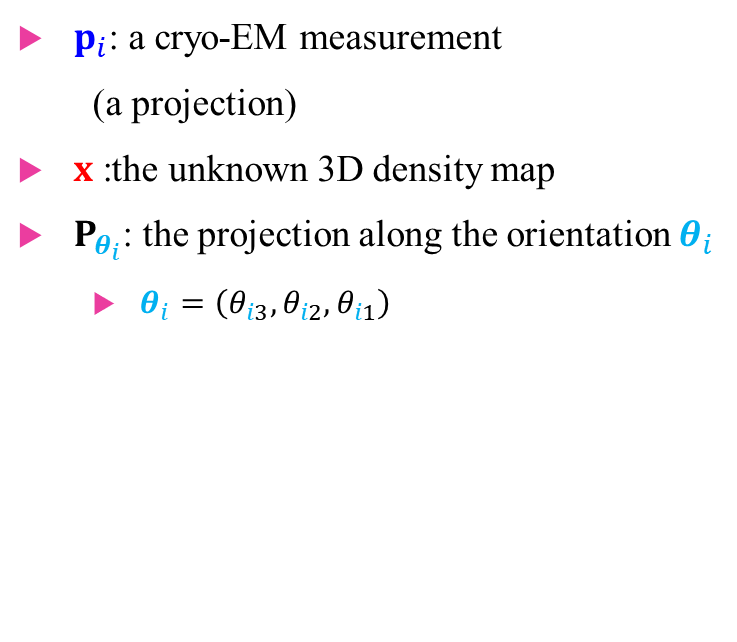 ▶ pᵢ: a cryo-EM measurement
(a projection)
▶ x :the unknown 3D density map
▶ P_θᵢ: the projection along the orientation θᵢ
▶ θᵢ = (θᵢ₃, θᵢ₂, θᵢ₁)